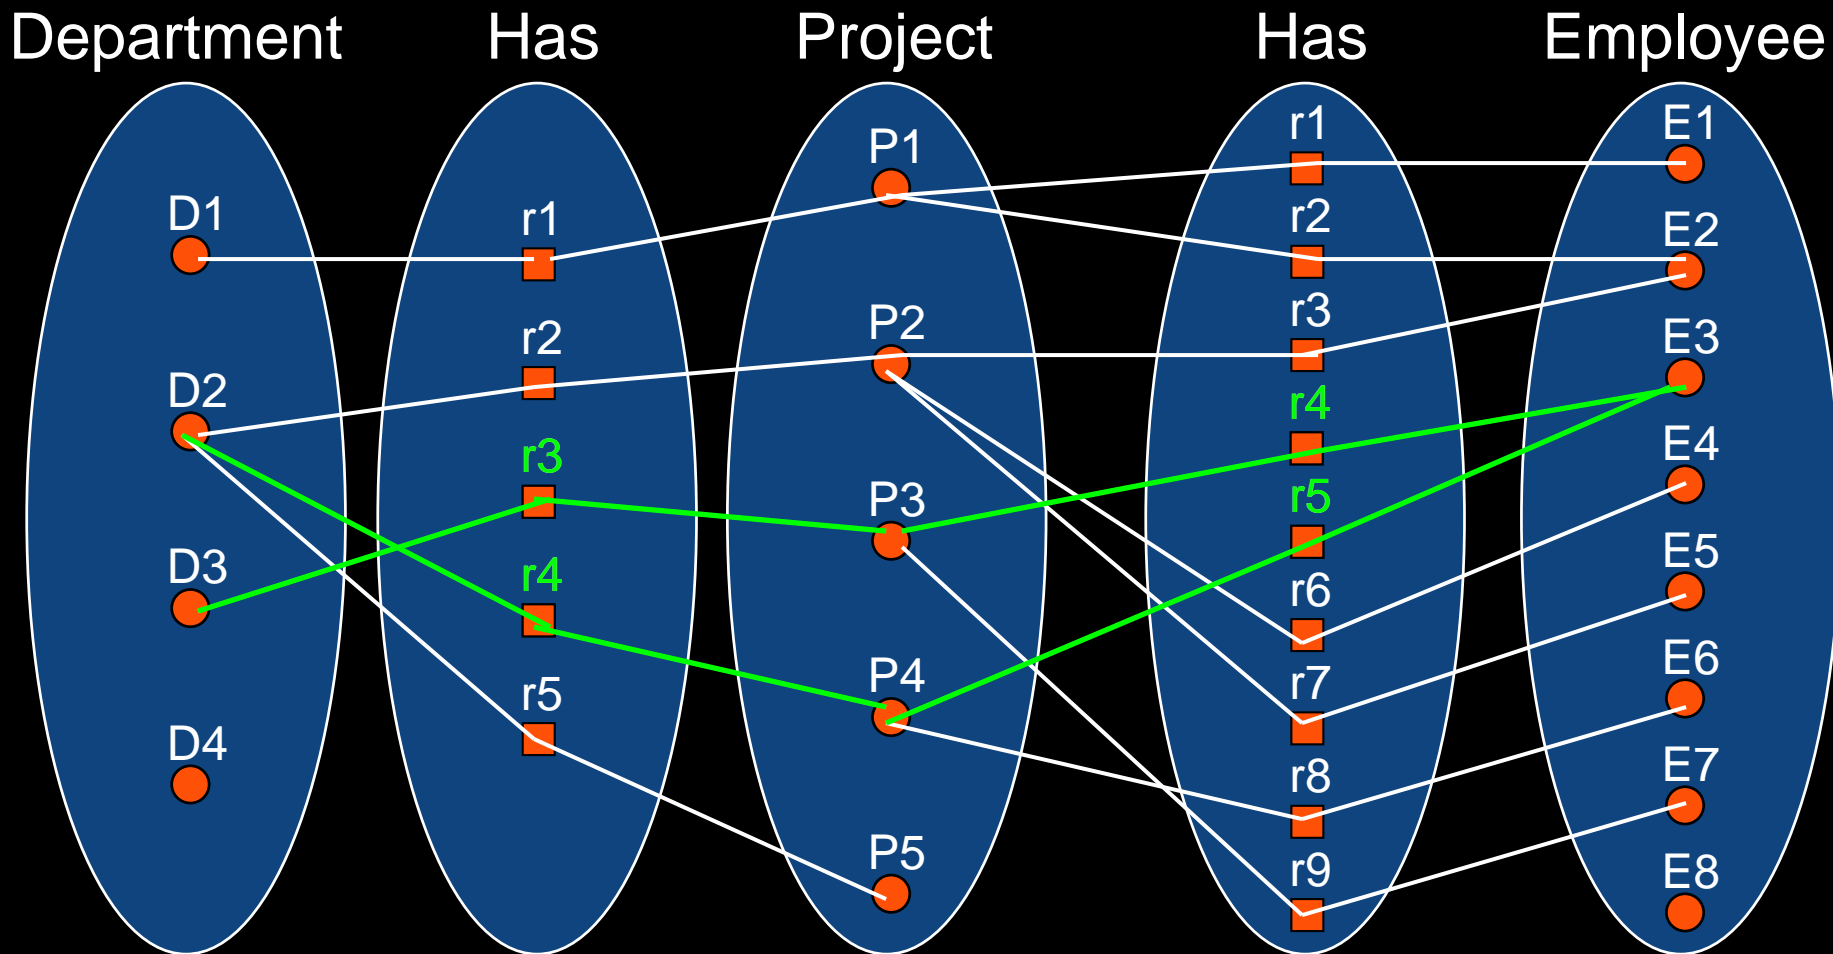 Department Has Project Has Employee
D1
D2
D3
D4
r1
r2
r3
r4
r5
P1
P2
P3
P4
P5
r1
r2
r3
r4
r5
r6
r7
r8
r9
E1
E2
E3
E4
E5
E6
E7
E8